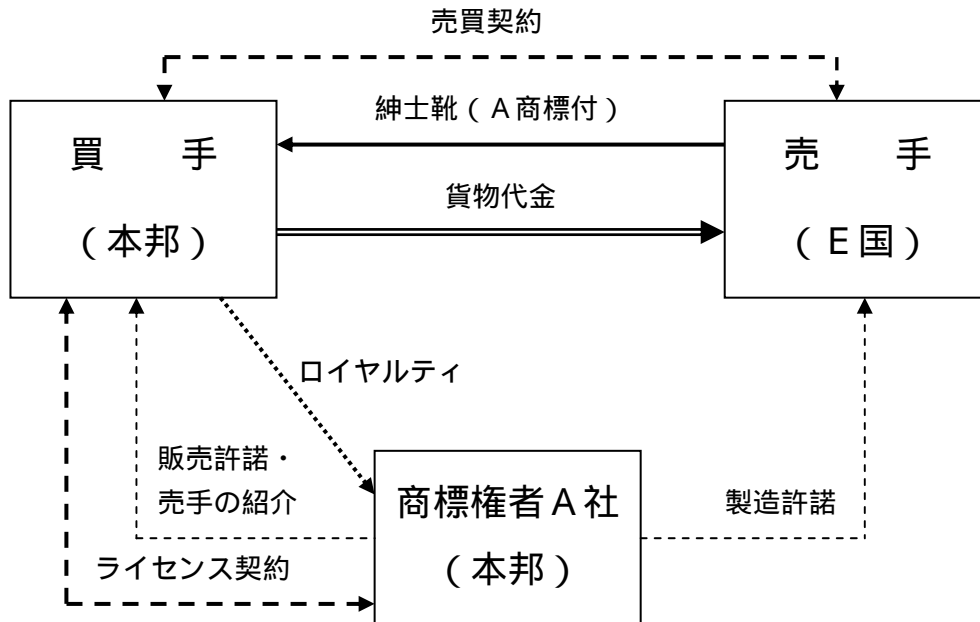 売買契約
紳士靴（Ａ商標付）
買　　手
（本邦）
売　　手
（Ｅ国）
貨物代金
ロイヤルティ
販売許諾・
売手の紹介
商標権者Ａ社
（本邦）
製造許諾
ライセンス契約